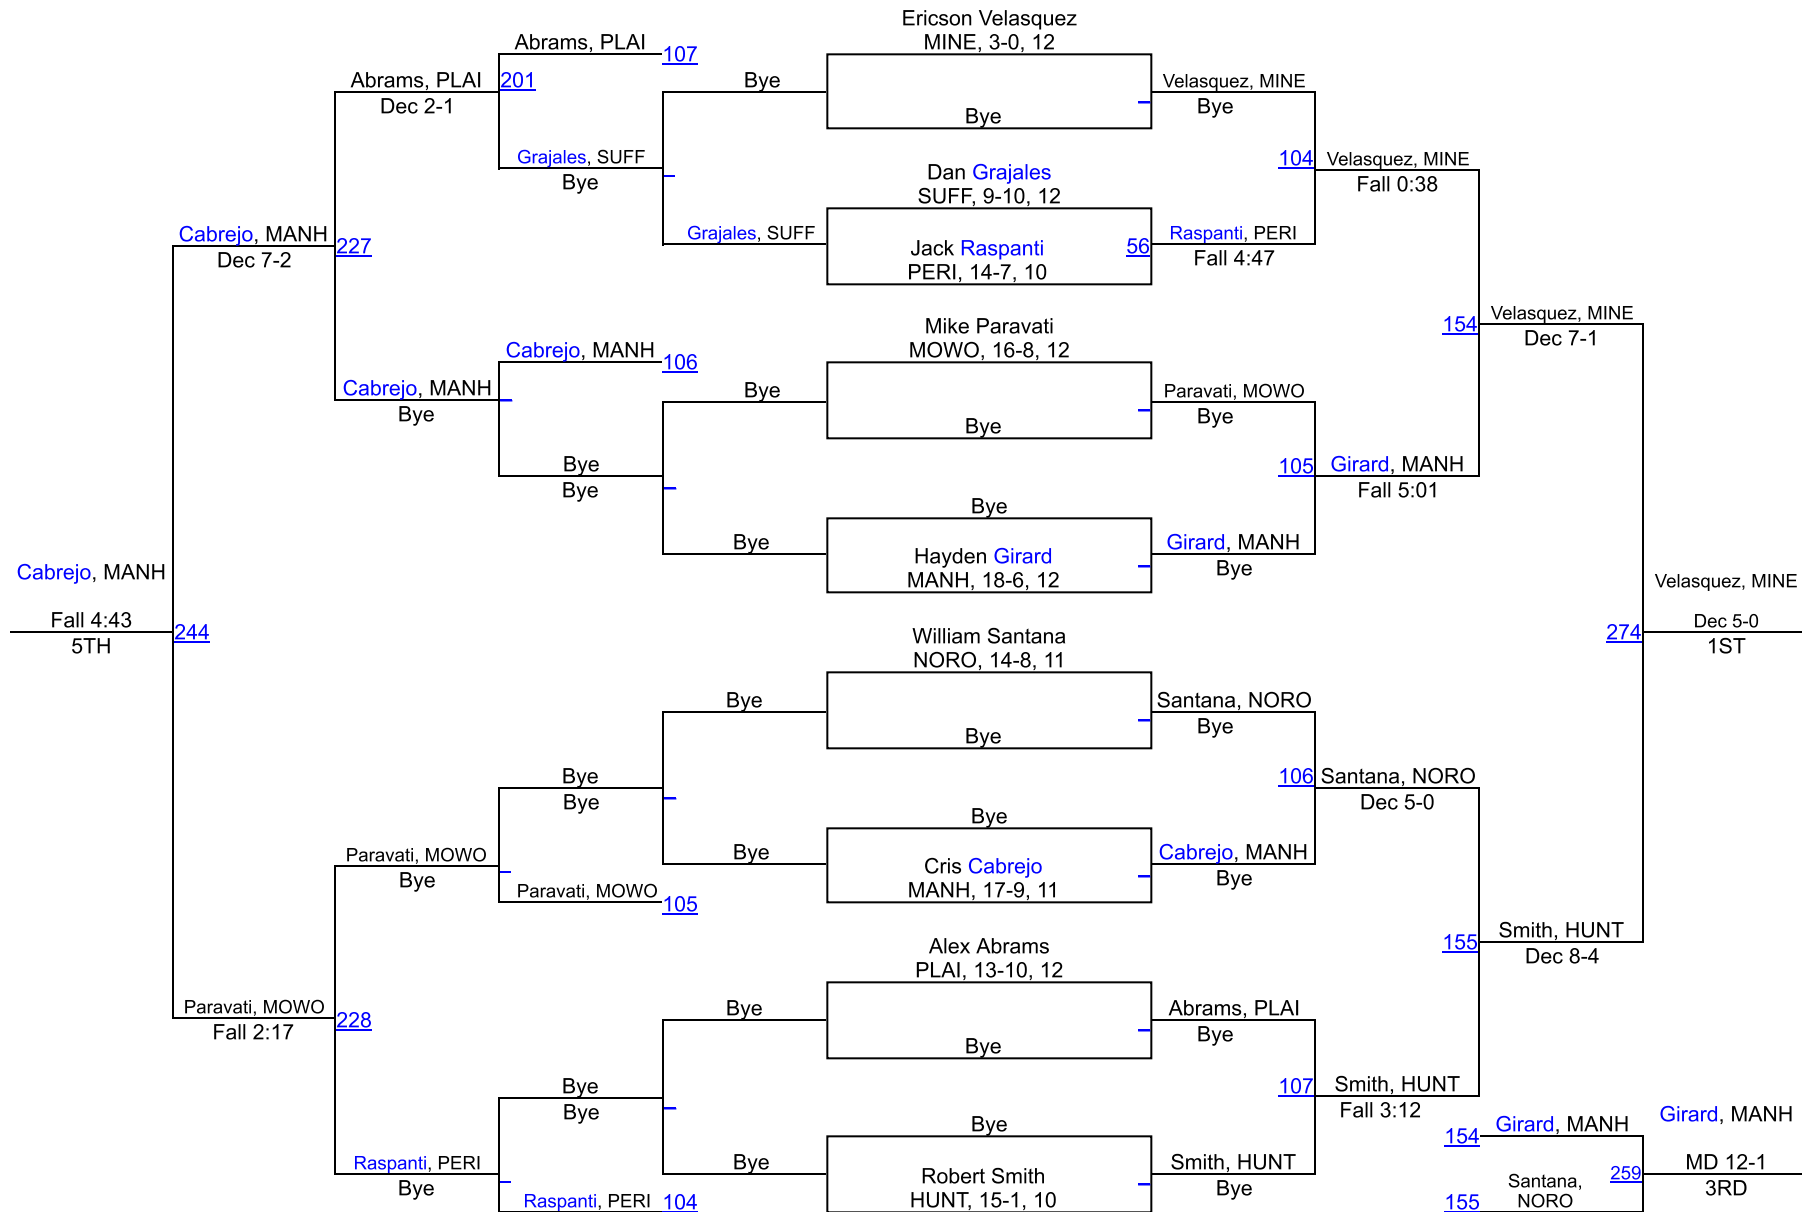 Ericson Velasquez
MINE, 3-0, 12
Bye
Dan Grajales
SUFF, 9-10, 12
Jack Raspanti
PERI, 14-7, 10
56
Mike Paravati
MOWO, 16-8, 12
Bye
Bye
Hayden Girard
MANH, 18-6, 12
William Santana
NORO, 14-8, 11
Bye
Bye
Cris Cabrejo
MANH, 17-9, 11
Alex Abrams
PLAI, 13-10, 12
Bye
Bye
Robert Smith
HUNT, 15-1, 10
Velasquez, MINE
Bye
104
Raspanti, PERI
Fall 4:47
Paravati, MOWO
Bye
105
Girard, MANH
Bye
Santana, NORO
Bye
106
Cabrejo, MANH
Bye
Abrams, PLAI
Bye
107
Smith, HUNT
Bye
Velasquez, MINE
Fall 0:38
154
Girard, MANH
Fall 5:01
Santana, NORO
Dec 5-0
155
Smith, HUNT
Fall 3:12
Velasquez, MINE
Dec 7-1
274
Smith, HUNT
Dec 8-4
Velasquez, MINE
Dec 5-0
1ST
154
Girard, MANH
155
Santana,
NORO
259
Girard, MANH
MD 12-1
3RD
Bye
Grajales, SUFF
Bye
Bye
Bye
Bye
Bye
Bye
Abrams, PLAI
107
201
Grajales, SUFF
Bye
Cabrejo, MANH
106
Bye
Bye
Bye
Bye
Paravati, MOWO
105
Bye
Bye
Raspanti, PERI
104
Abrams, PLAI
Dec 2-1
227
Cabrejo, MANH
Bye
Paravati, MOWO
Bye
228
Raspanti, PERI
Bye
Cabrejo, MANH
Dec 7-2
244
Paravati, MOWO
Fall 2:17
Cabrejo, MANH
Fall 4:43
5TH